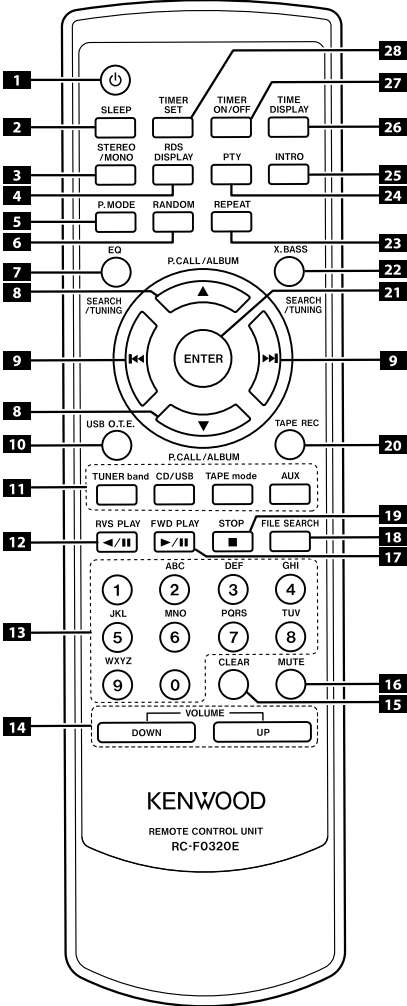 28
1
27
SLEEP
TIMER
SET
TIMER
ON/OFF
TIME
DISPLAY
2
26
STEREO
/MONO
RDS
DISPLAY
PTY
INTRO
3
25
4
24
P.MODE
RANDOM
REPEAT
5
6
23
EQ
P.CALL/ALBUM
X.BASS
7
22
8
21
SEARCH
/TUNING
SEARCH
/TUNING
9
ENTER
9
8
USB O.T.E.
TAPE REC
10
20
P.CALL/ALBUM
TUNER band
CD/USB
TAPE mode
AUX
11
19
RVS PLAY
FWD PLAY
STOP
FILE SEARCH
18
12
17
ABC
DEF
GHI
1
2
3
4
JKL
MNO
PQRS
TUV
13
5
6
7
8
WXYZ
CLEAR
MUTE
9
0
16
15
VOLUME
14
DOWN
UP
KENWOOD
REMOTE CONTROL UNIT
RC-F0320E